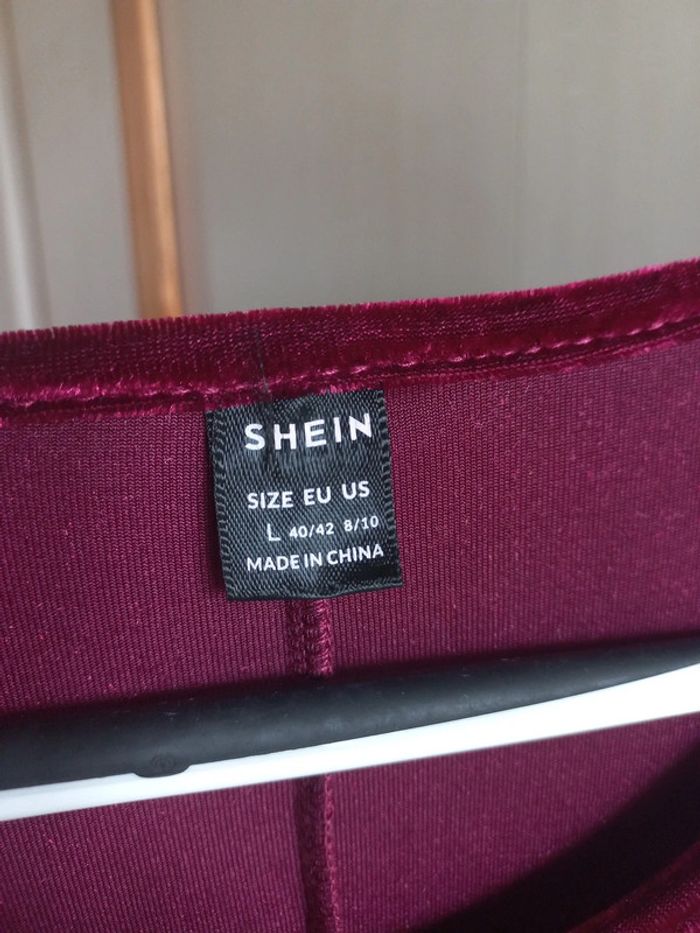 SHEIN
SIZE EU US
L 40/42 8/10
MADE IN CHINA